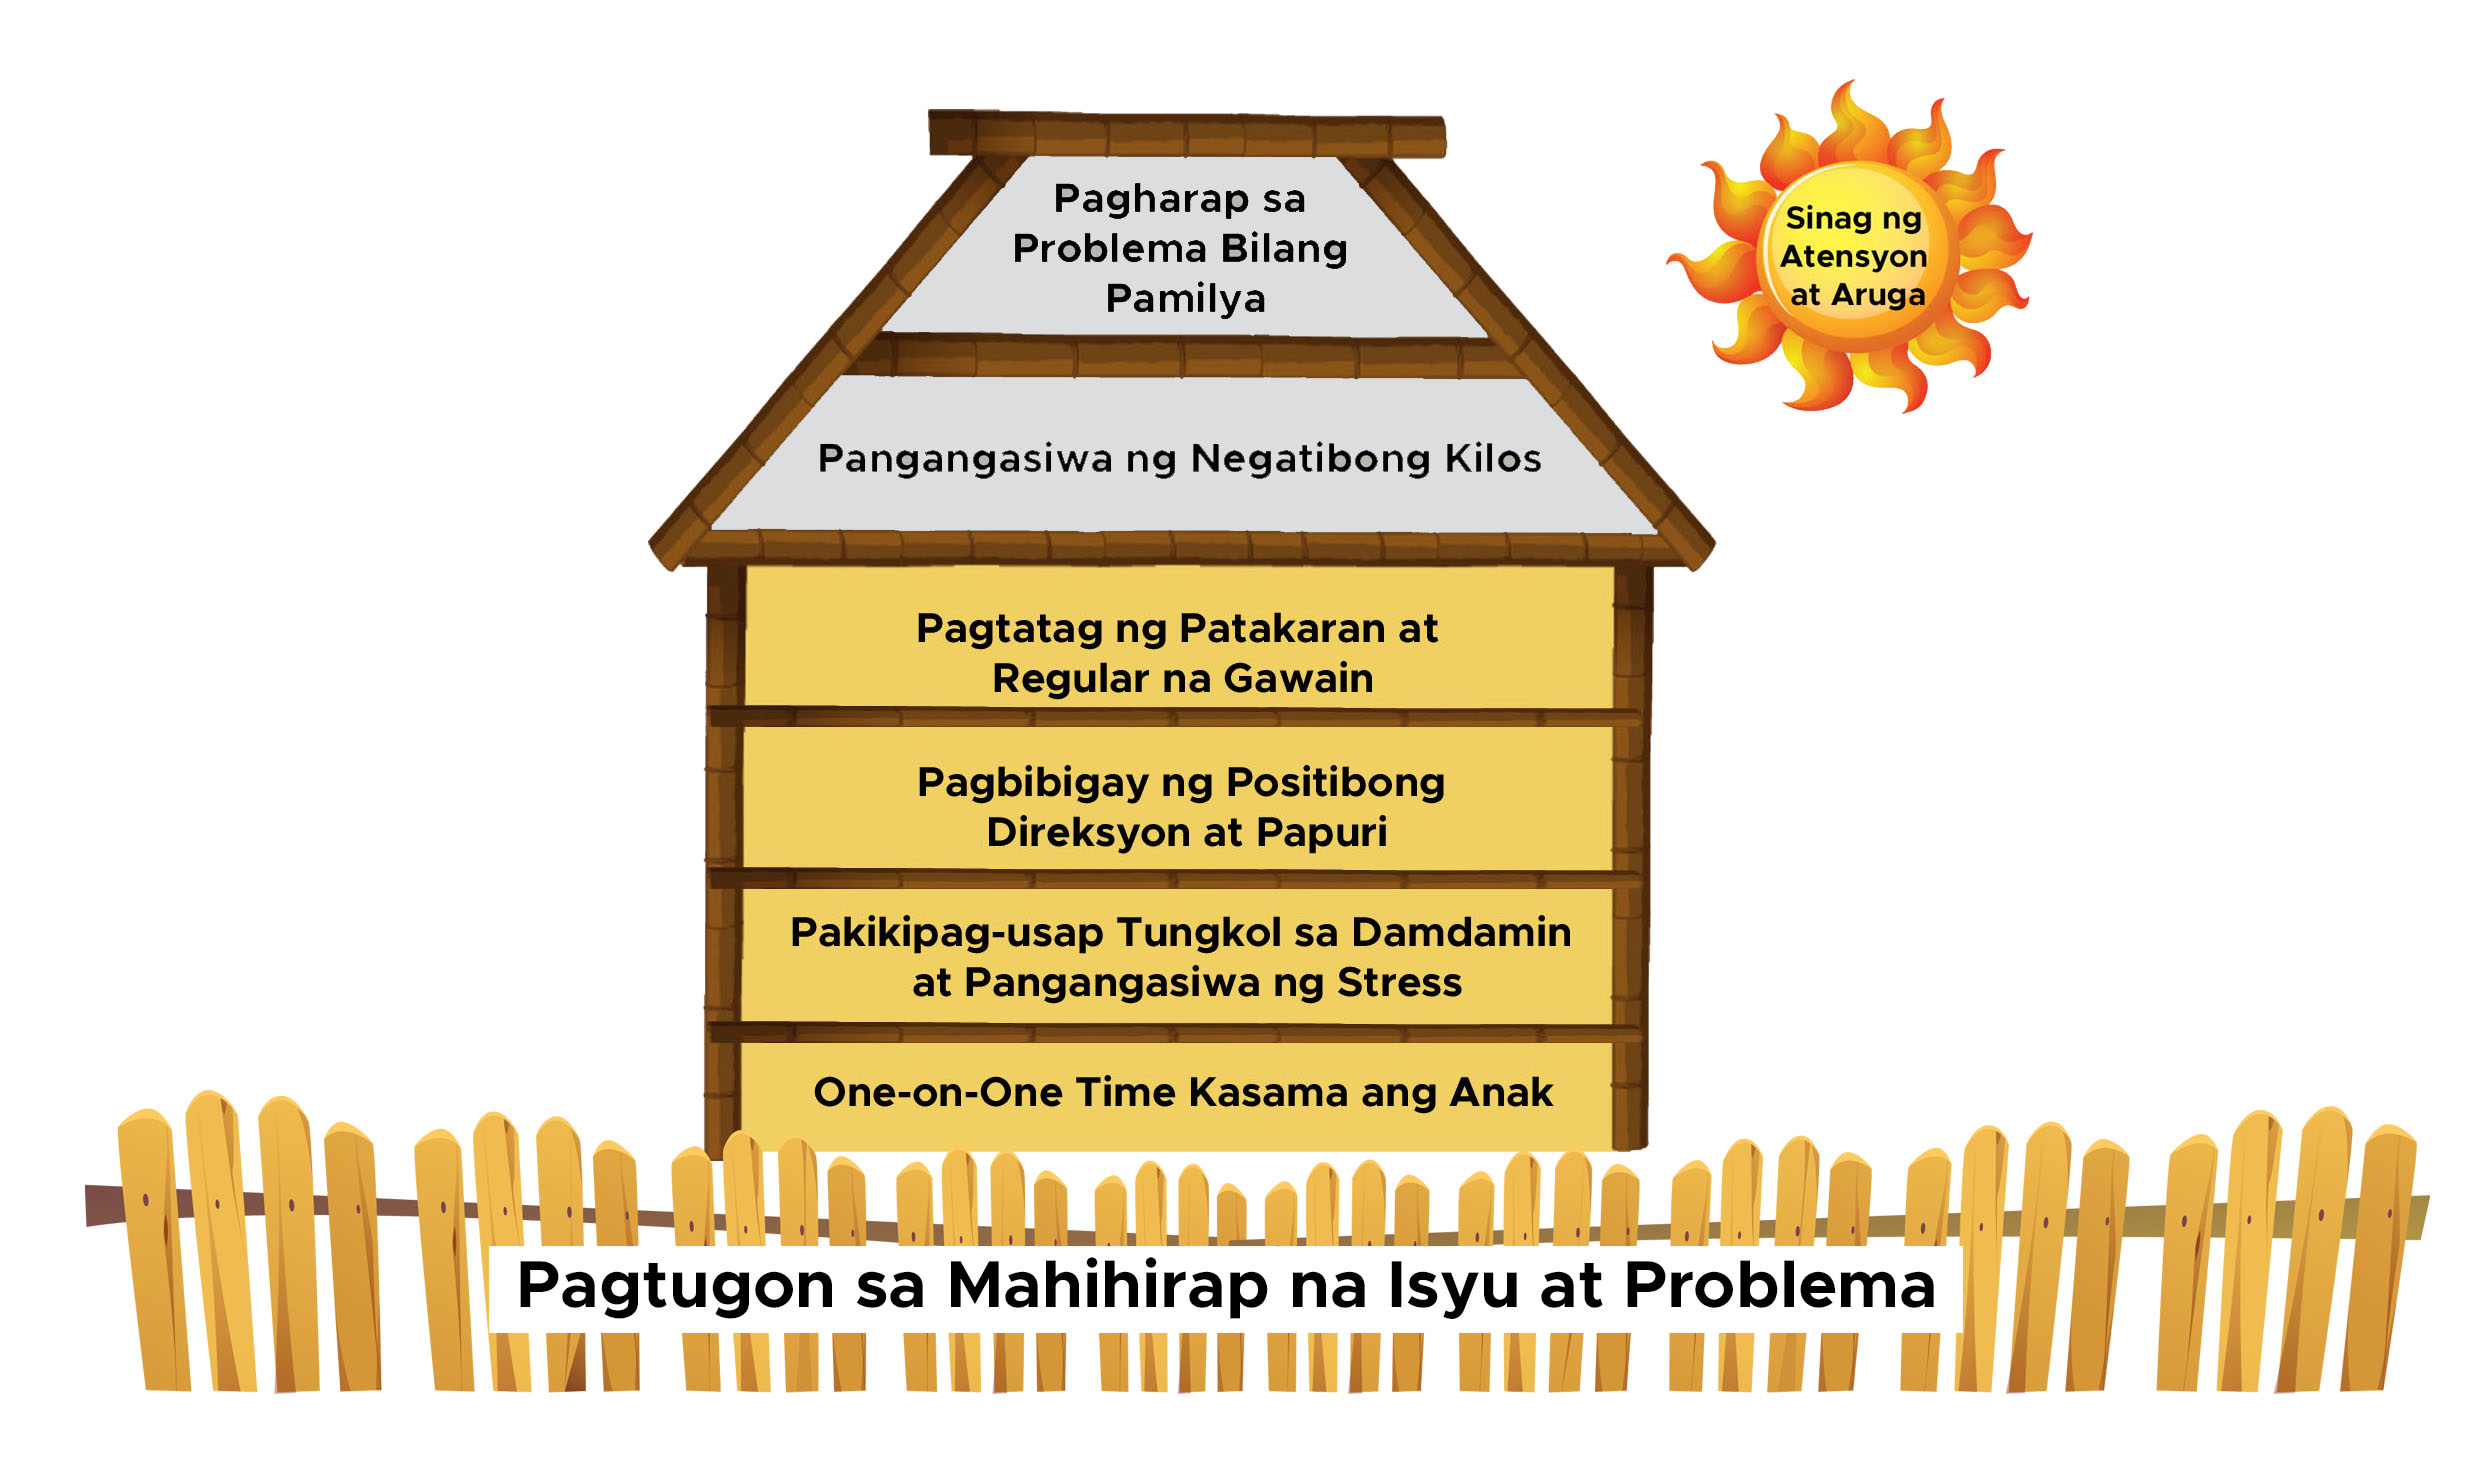 Pagharap sa
Problema Bilang
Pamilya
Sinag ng
Atensyon
at Aruga
Pangangasiwa ng Negatibong Kilos
Pagtatag ng Patakaran at
Regular na Gawain
Pagbibigay ng Positibong
Direksyon at Papuri
Pakikipag-usap Tungkol sa Damdamin
at Pangangasiwa ng Stress
One-on-One Time Kasama ang Anak
Pagtugon sa Mahihirap na Isyu at Problema